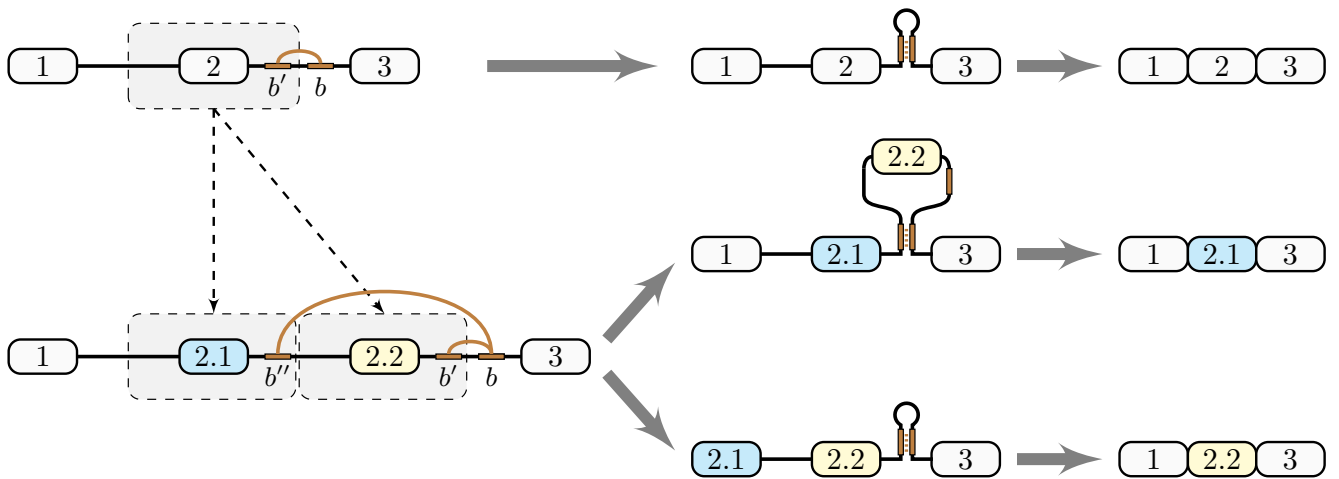 1 2 3 1 2 3 1 2 3
b′ b
2.2
1 2.1 3 1 2.1 3
1 2.1 2.2 3
b″ b′ b
2.1 2.2 3 1 2.2 3